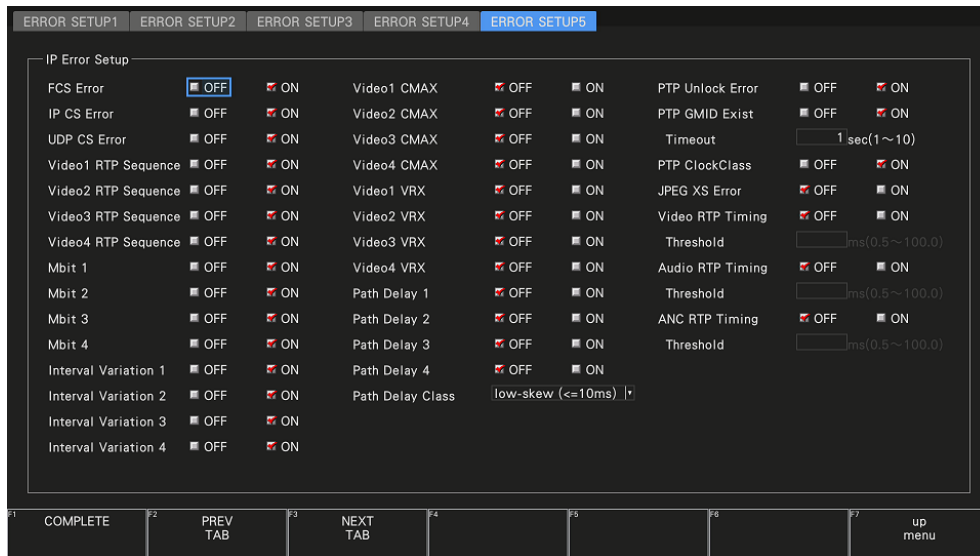 ERROR SETUP1 ERROR SETUP2 ERROR SETUP3 ERROR SETUP4 ERROR SETUP5
IP Error Setup
FCS Error OFF ON Video1 CMAX OFF ON PTP Unlock Error OFF ON
IP CS Error OFF ON Video2 CMAX OFF ON PTP GMID Exist OFF ON
UDP CS Error OFF ON Video3 CMAX OFF ON Timeout 1 sec(1～10)
Video1 RTP Sequence OFF ON Video4 CMAX OFF ON PTP ClockClass OFF ON
Video2 RTP Sequence OFF ON Video1 VRX OFF ON JPEG XS Error OFF ON
Video3 RTP Sequence OFF ON Video2 VRX OFF ON Video RTP Timing OFF ON
Video4 RTP Sequence OFF ON Video3 VRX OFF ON Threshold ms(0.5～100.0)
Mbit 1 OFF ON Video4 VRX OFF ON Audio RTP Timing OFF ON
Mbit 2 OFF ON Path Delay 1 OFF ON Threshold ms(0.5～100.0)
Mbit 3 OFF ON Path Delay 2 OFF ON ANC RTP Timing OFF ON
Mbit 4 OFF ON Path Delay 3 OFF ON Threshold ms(0.5～100.0)
Interval Variation 1 OFF ON Path Delay 4 OFF ON
Interval Variation 2 OFF ON Path Delay Class low-skew (<=10ms)
Interval Variation 3 OFF ON
Interval Variation 4 OFF ON
F1 COMPLETE F2 PREV TAB F3 NEXT TAB F4 F5 F6 F7 up menu